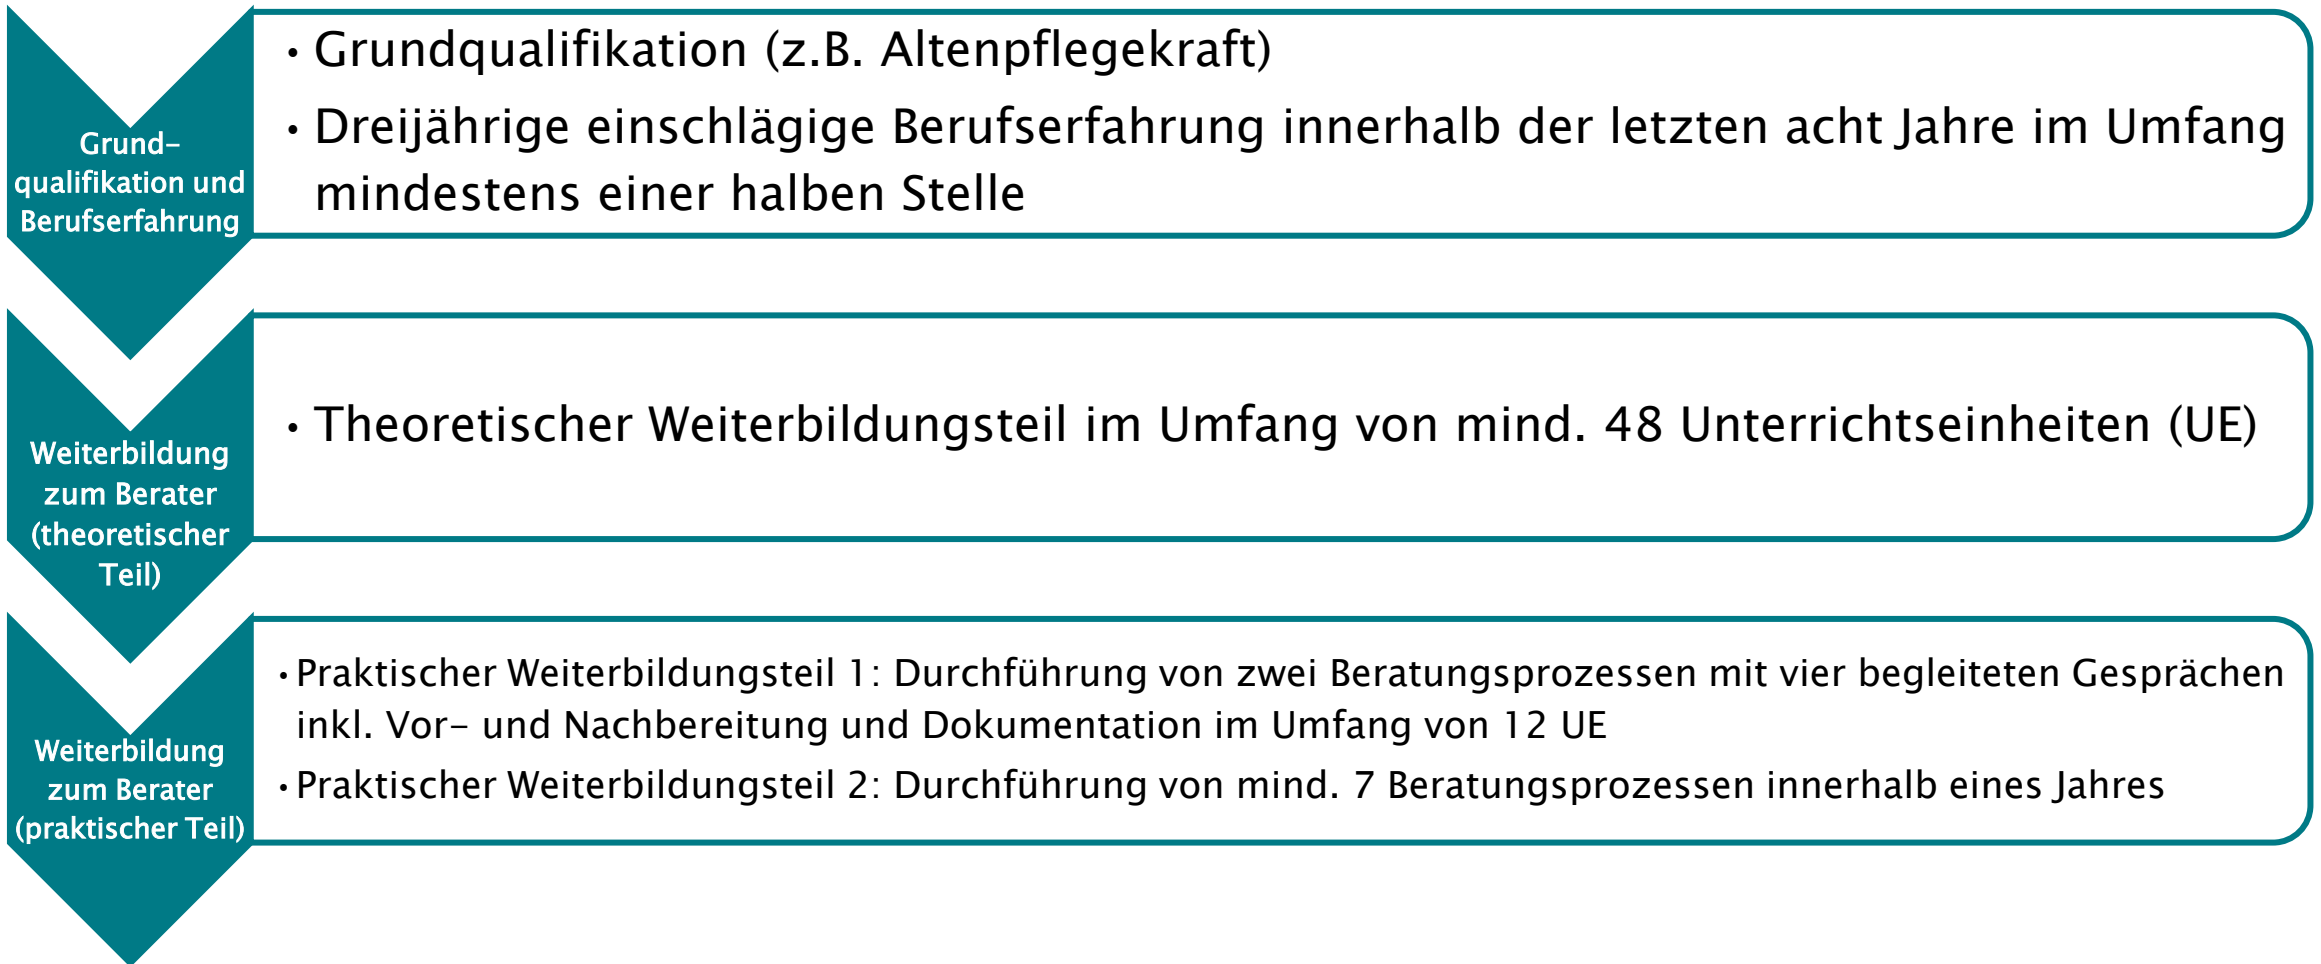 Grund-
qualifikation und
Berufserfahrung
• Grundqualifikation (z.B. Altenpflegekraft)
• Dreijährige einschlägige Berufserfahrung innerhalb der letzten acht Jahre im Umfang
mindestens einer halben Stelle
Weiterbildung
zum Berater
(theoretischer
Teil)
• Theoretischer Weiterbildungsteil im Umfang von mind. 48 Unterrichtseinheiten (UE)
Weiterbildung
zum Berater
(praktischer Teil)
• Praktischer Weiterbildungsteil 1: Durchführung von zwei Beratungsprozessen mit vier begleiteten Gesprächen
inkl. Vor- und Nachbereitung und Dokumentation im Umfang von 12 UE
• Praktischer Weiterbildungsteil 2: Durchführung von mind. 7 Beratungsprozessen innerhalb eines Jahres